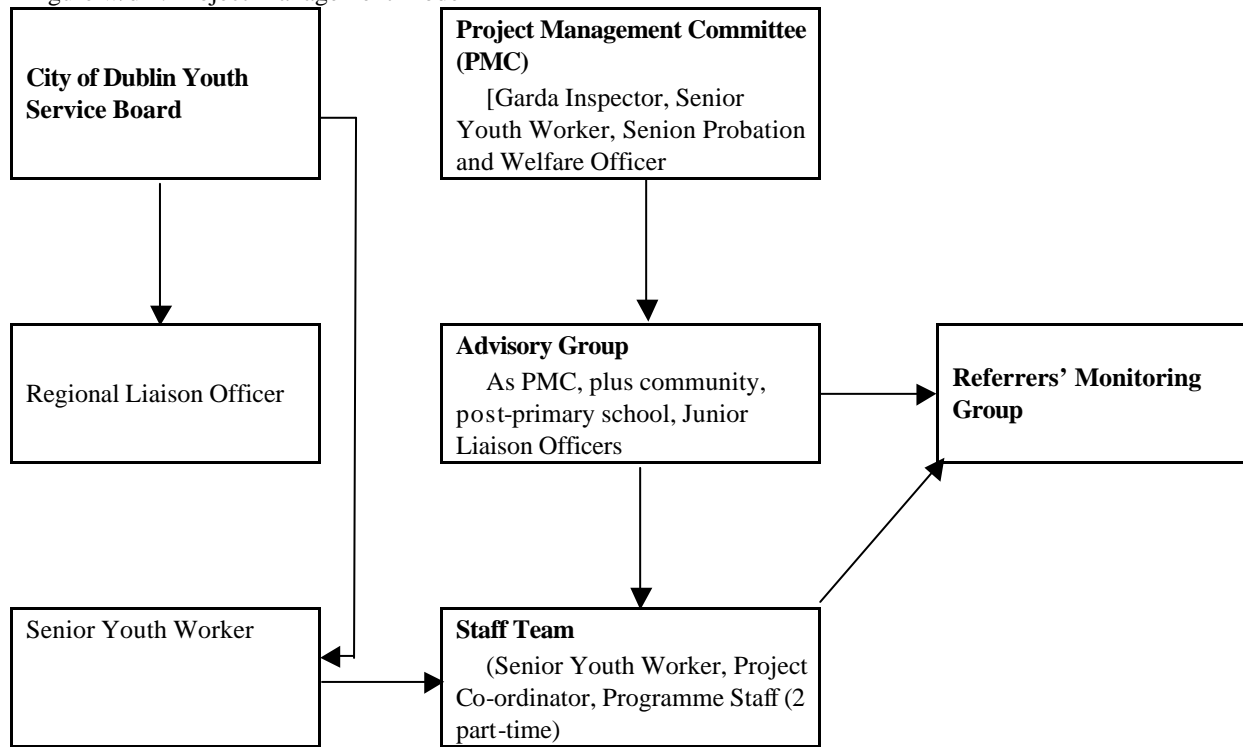 City of Dublin Youth
Service Board
Project Management Committee
(PMC)
[Garda Inspector, Senior
Youth Worker, Senion Probation
and Welfare Officer
Regional Liaison Officer
Advisory Group
As PMC, plus community,
post-primary school, Junior
Liaison Officers
Referrers’ Monitoring
Group
Senior Youth Worker
Staff Team
(Senior Youth Worker, Project
Co-ordinator, Programme Staff (2
part-time)